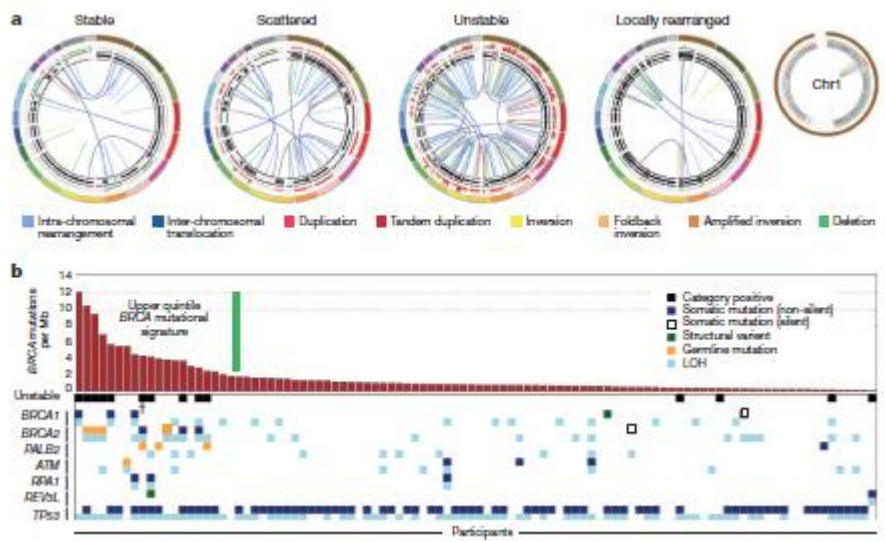 a
Stable
Scattered
Unstable
Locally rearranged
Chr1
Intra-chromosomal
rearrangement
Inter-chromosomal
translocation
Duplication
Tandem duplication
Inversion
Foldback
inversion
Amplified inversion
Deletion
b
BRCA mutations
per Mb
14
12
10
8
6
4
2
0
Upper quintile
BRCA mutational
signature
Category positive
Somatic mutation (non-silent)
Somatic mutation (silent)
Structural varient
Germline mutation
LOH
Unstable
†
BRCA1
BRCA2
PALB2
ATM
RPA1
TP53
Participants